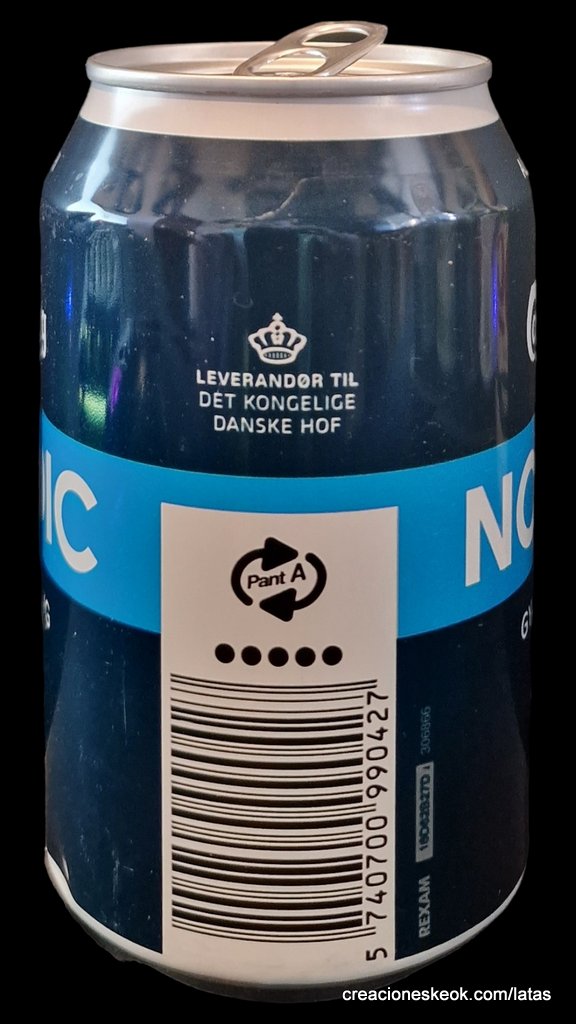 LEVERANDØR TIL
DET KONGELIGE
DANSKE HOF
IC
NO
Pant A
G
G
5 740700 990427
REXAM
306866
creacioneskeok.com/latas